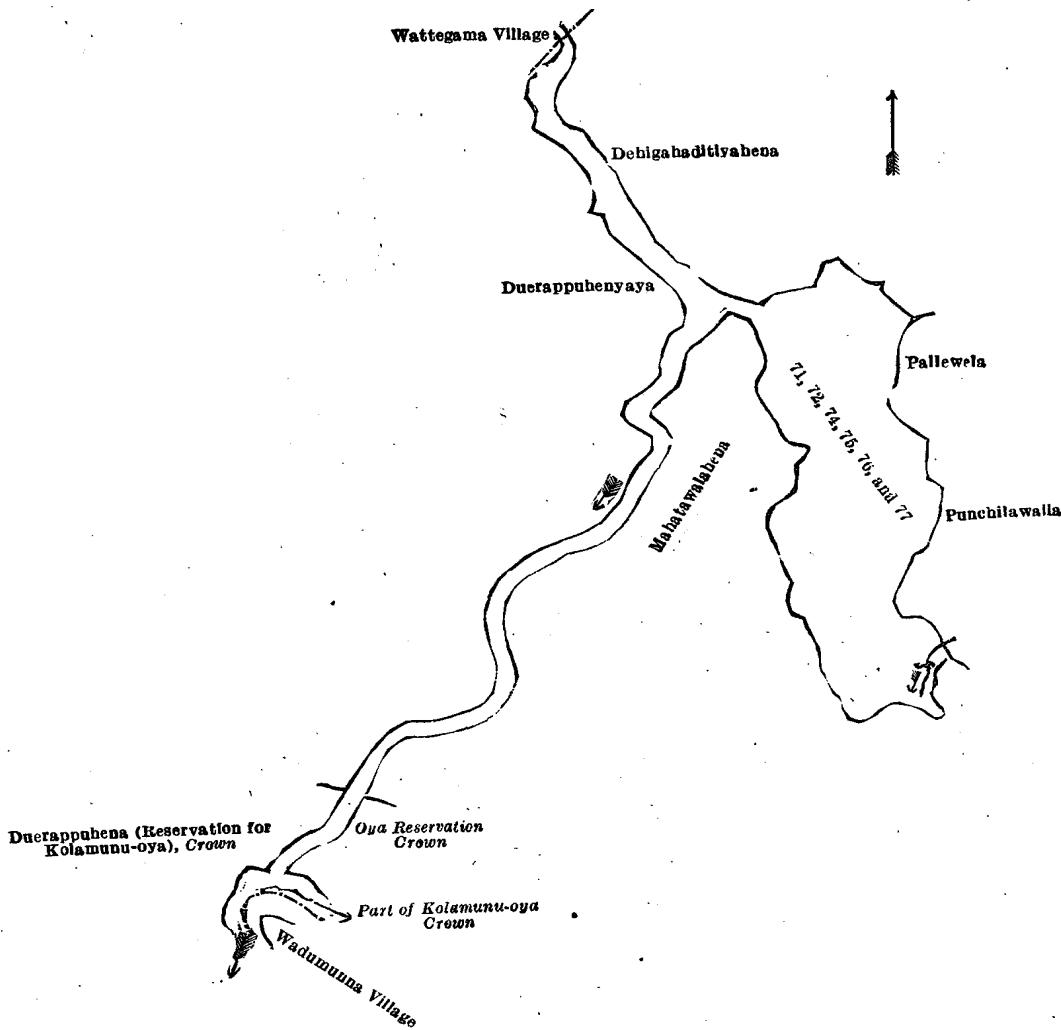 Wattegama Village
Debigahaditiyahena
Duerappuhenyaya
Pallewela
71, 72, 74, 75, 76, and 77
Mahatawalahena
Punchilawalla
Duerappuhena (Reservation for
Kolamunu-oya), Crown
Oya Reservation
Crown
Part of Kolamunu-oya
Crown
Wadumunna Village